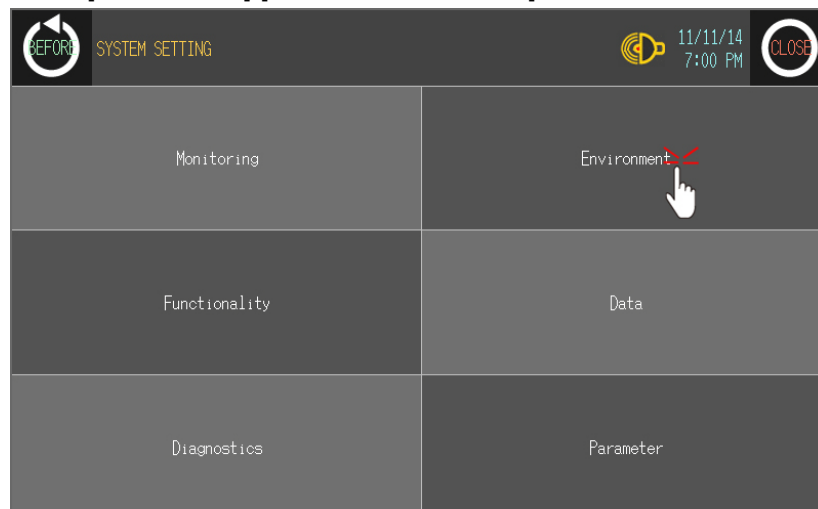 BEFORE
SYSTEM SETTING
11/11/14
7:00 PM
CLOSE
Monitoring
Environment
Functionality
Data
Diagnostics
Parameter